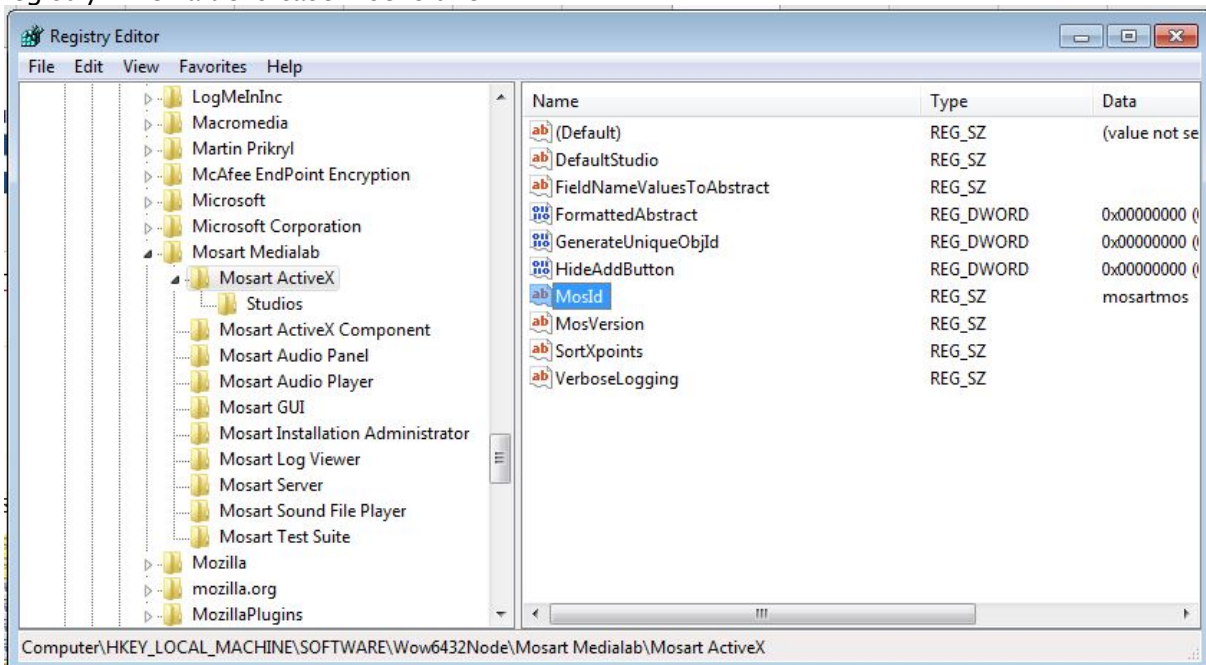 Registry Editor
File Edit View Favorites Help
LogMeInInc
Macromedia
Martin Prikryl
McAfee EndPoint Encryption
Microsoft
Microsoft Corporation
Mosart Medialab
Mosart ActiveX
Studios
Mosart ActiveX Component
Mosart Audio Panel
Mosart Audio Player
Mosart GUI
Mosart Installation Administrator
Mosart Log Viewer
Mosart Server
Mosart Sound File Player
Mosart Test Suite
Mozilla
mozilla.org
MozillaPlugins
Name Type Data
(Default) REG_SZ (value not se
DefaultStudio REG_SZ
FieldNameValuesToAbstract REG_SZ
FormattedAbstract REG_DWORD 0x00000000 (
GenerateUniqueObjId REG_DWORD 0x00000000 (
HideAddButton REG_DWORD 0x00000000 (
MosId REG_SZ mosartmos
MosVersion REG_SZ
SortXpoints REG_SZ
VerboseLogging REG_SZ
Computer\HKEY_LOCAL_MACHINE\SOFTWARE\Wow6432Node\Mosart Medialab\Mosart ActiveX